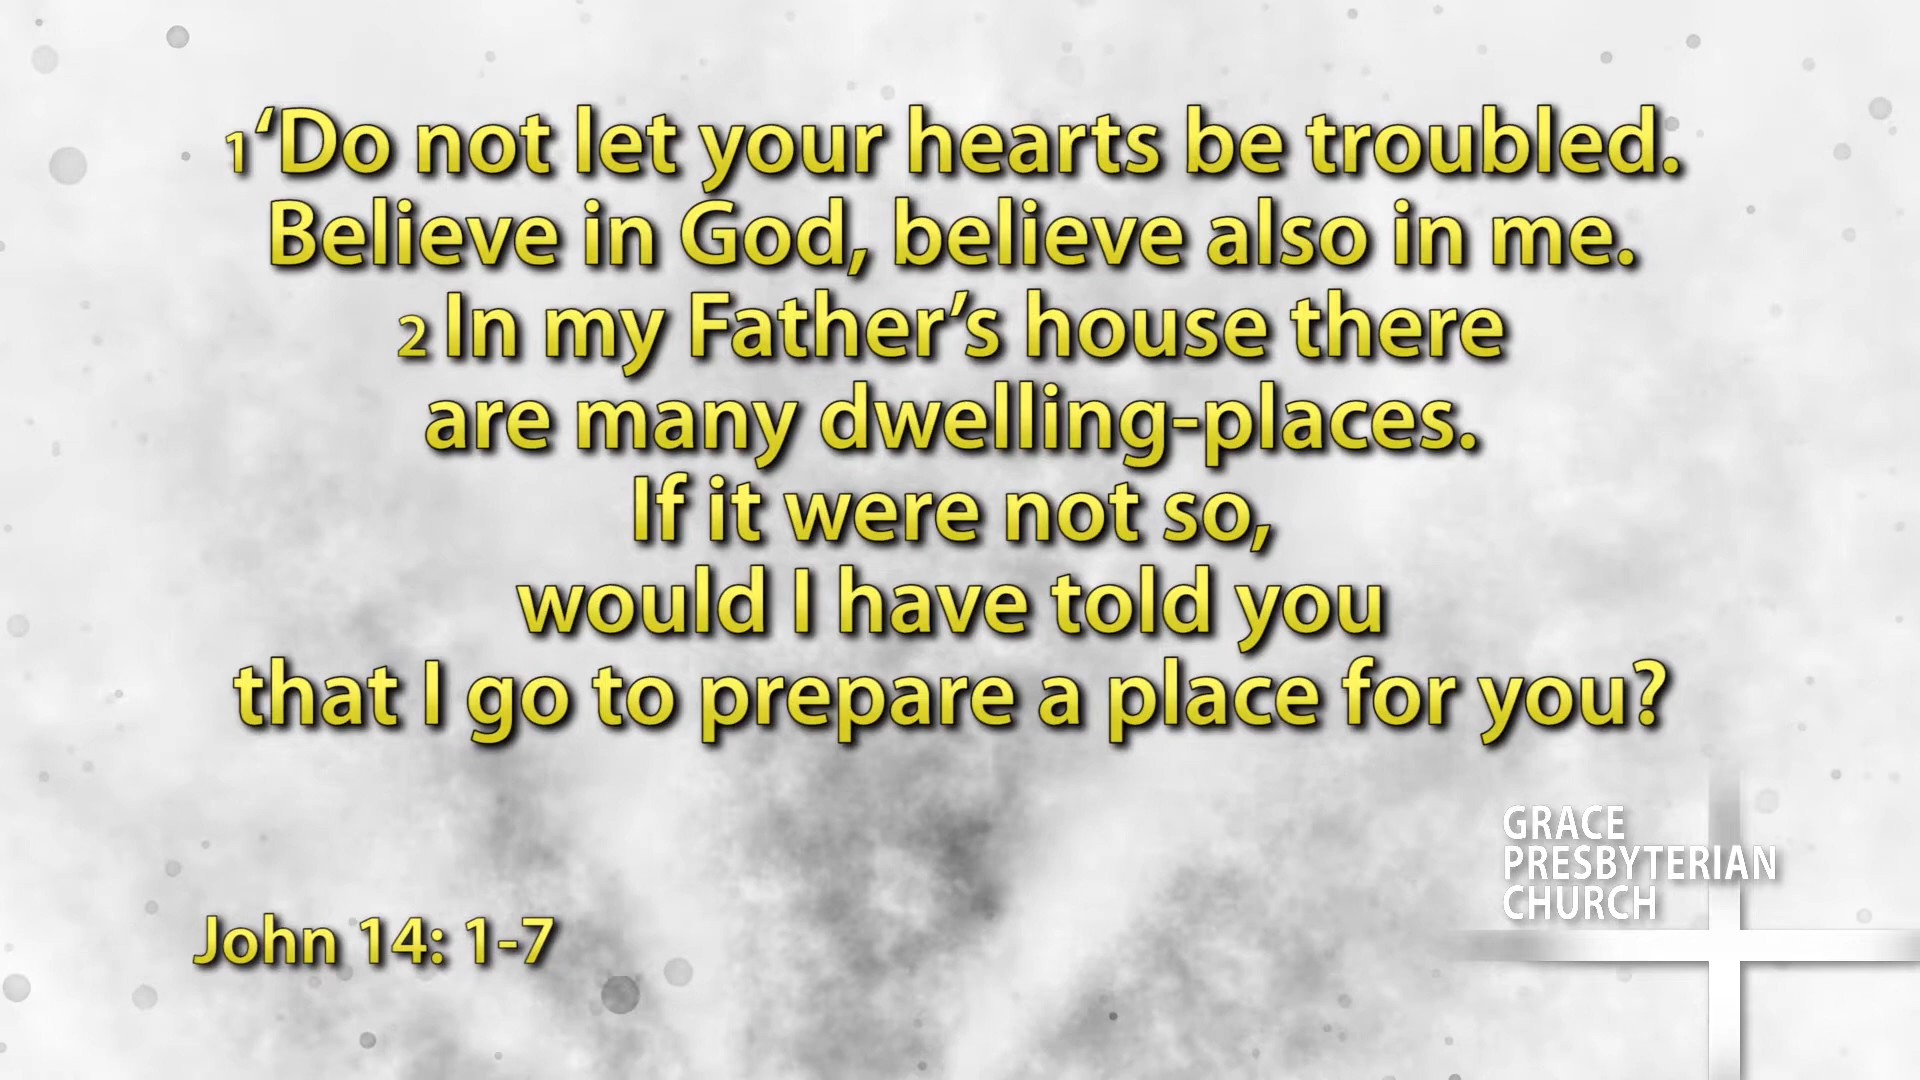 1‘Do not let your hearts be troubled.
Believe in God, believe also in me.
2 In my Father’s house there
are many dwelling-places.
If it were not so,
would I have told you
that I go to prepare a place for you?
GRACE
PRESBYTERIAN
CHURCH
John 14: 1-7